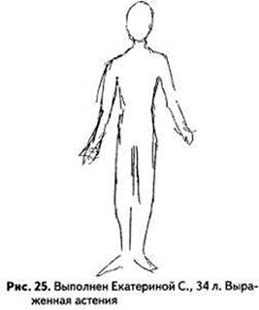 Рис. 25. Выполнен Екатериной С., 34 л. Выра-
женная астения